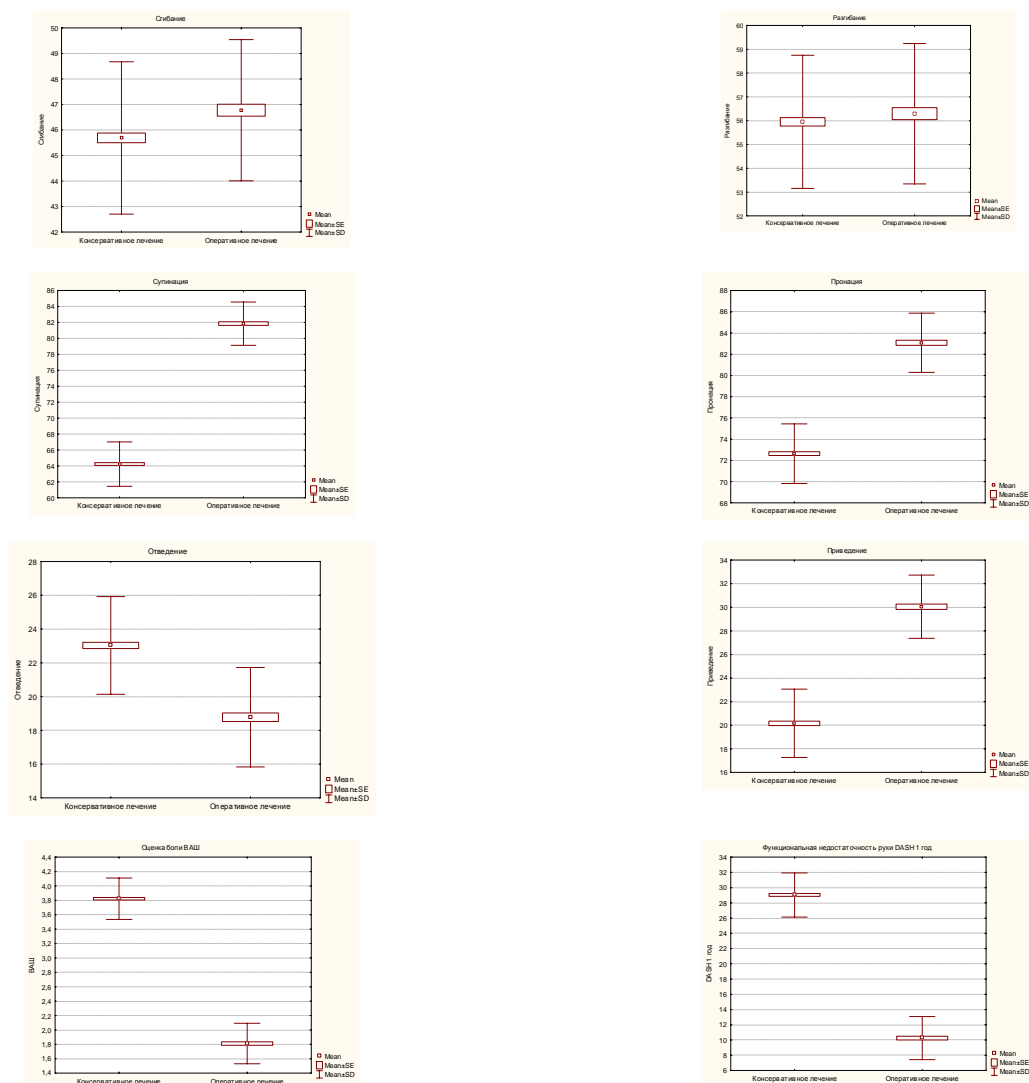 Сгибание
50
49
48
47
46
45
44
43
42
Сгибание
Консервативное лечение Оперативное лечение
Mean
Mean±SE
Mean±SD
Разгибание
60
59
58
57
56
55
54
53
52
Разгибание
Консервативное лечение Оперативное лечение
Mean
Mean±SE
Mean±SD
Супинация
86
84
82
80
78
76
74
72
70
68
66
64
62
60
Супинация
Консервативное лечение Оперативное лечение
Mean
Mean±SE
Mean±SD
Пронация
88
86
84
82
80
78
76
74
72
70
68
Пронация
Консервативное лечение Оперативное лечение
Mean
Mean±SE
Mean±SD
Отведение
28
26
24
22
20
18
16
14
Отведение
Консервативное лечение Оперативное лечение
Mean
Mean±SE
Mean±SD
Приведение
34
32
30
28
26
24
22
20
18
16
Приведение
Консервативное лечение Оперативное лечение
Mean
Mean±SE
Mean±SD
Оценка боли ВАШ
4,4
4,2
4,0
3,8
3,6
3,4
3,2
3,0
2,8
2,6
2,4
2,2
2,0
1,8
1,6
1,4
ВАШ
Консервативное лечение Оперативное лечение
Mean
Mean±SE
Mean±SD
Функциональная недостаточность руки DASH 1 год
34
32
30
28
26
24
22
20
18
16
14
12
10
8
6
DASH 1 год
Консервативное лечение Оперативное лечение
Mean
Mean±SE
Mean±SD